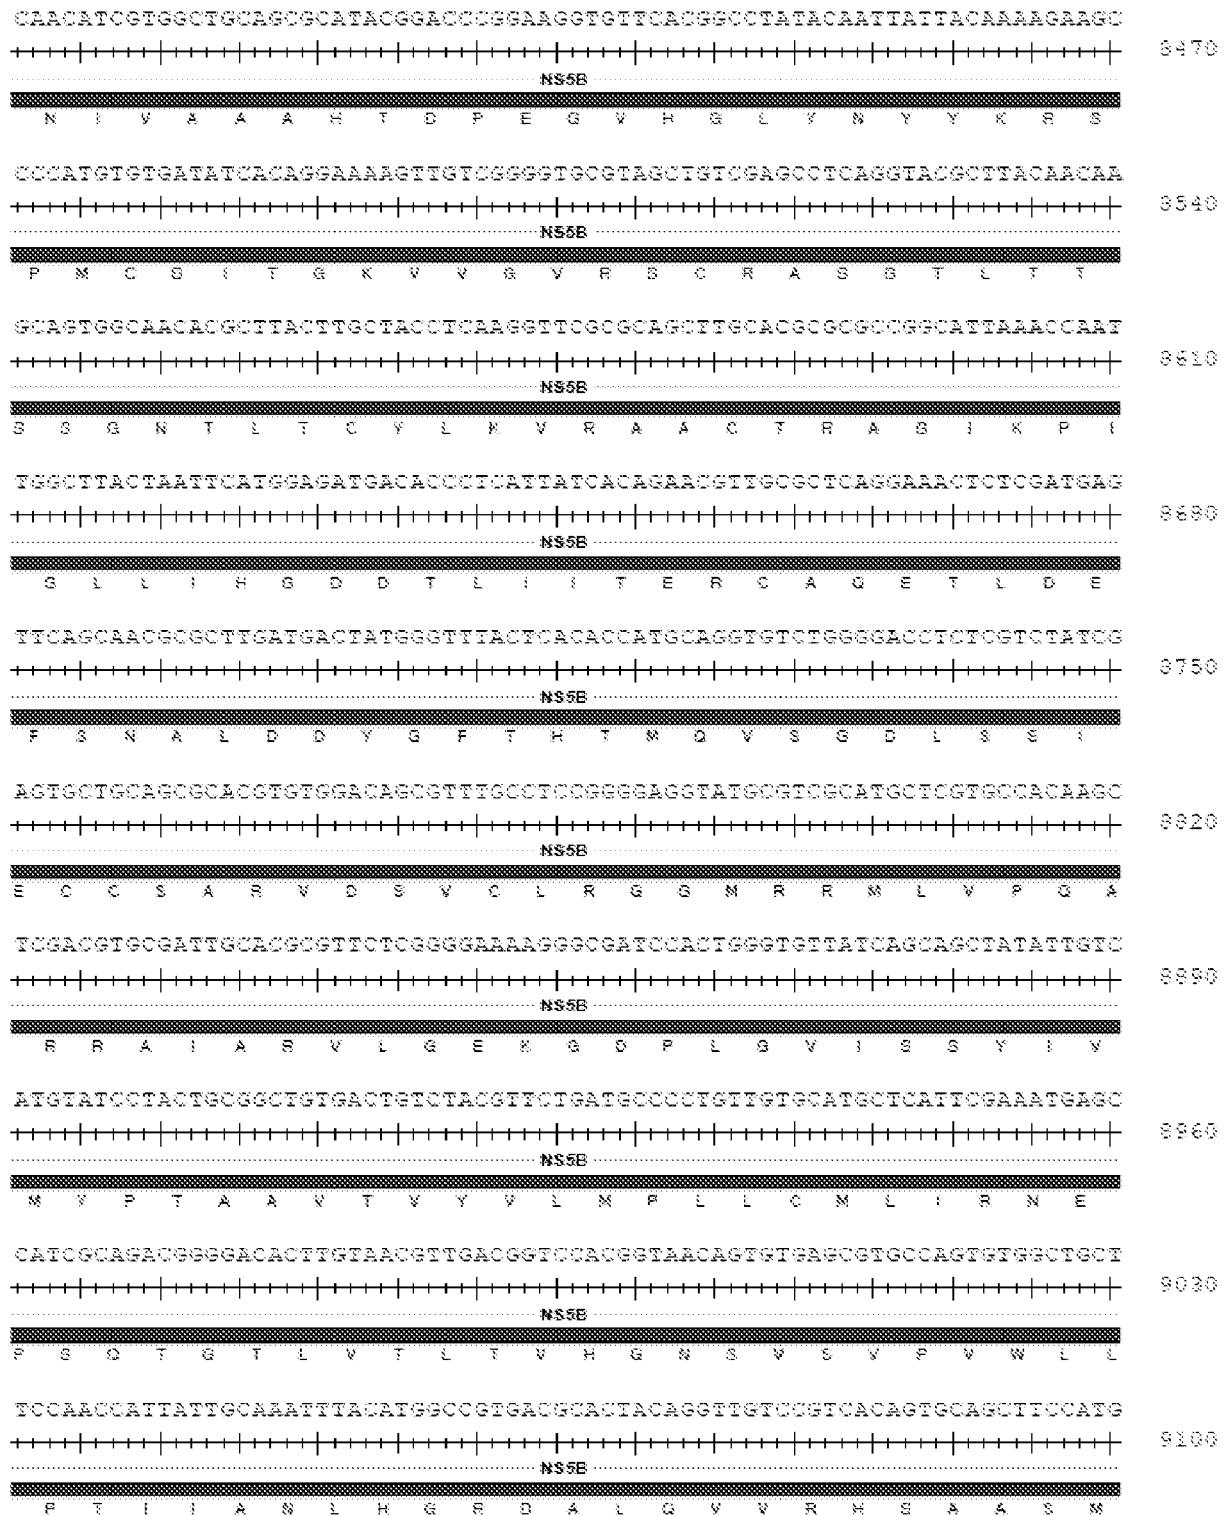 CAACATCGTGGCTGCAGCGCATACGGACCCGGAAGGTGTTCACGGCCTATACAATTATTACAAAAGAAGC
8470
NS5B
N I V A A A H T D P E G V H G L Y N Y Y K R S
CCCATGTGTGATATCACAGGAAAAGTTGTCGGGGTGCGTAGCTGTCGAGCCTCAGGTACGCTTACAACAA
8540
NS5B
P M C D I T G K V V G V R S C R A S G T L T T
GCAGTGGCAACACGCTTACTTGCTACCTCAAGGTTCGCGCAGCTTGCACGCGCGCCGGCATTAAACCAAT
8610
NS5B
S S G N T L T C Y L K V R A A C T R A G I K P I
TGGCTTACTAATTCATGGAGATGACACCCTCATTATCACAGAACGTTGCGCTCAGGAAACTCTCGATGAG
8680
NS5B
G L L I H G D D T L I I T E R C A Q E T L D E
TTCAGCAACGCGCTTGATGACTATGGGTTTACTCACACCATGCAGGTGTCTGGGGACCTCTCGTCTATCG
8750
NS5B
F S N A L D D Y G F T H T M Q V S G D L S S I
AGTGCTGCAGCGCACGTGTGGACAGCGTTTGCCTCCGGGGAGGTATGCGTCGCATGCTCGTGCCACAAGC
8820
NS5B
E C C S A R V D S V C L R G G M R R M L V P Q A
TCGACGTGCGATTGCACGCGTTCTCGGGGAAAAGGGCGATCCACTGGGTGTTATCAGCAGCTATATTGTC
8890
NS5B
R R A I A R V L G E K G D P L G V I S S Y I V
ATGTATCCTACTGCGGCTGTGACTGTCTACGTTCTGATGCCCCTGTTGTGCATGCTCATTCGAAATGAGC
8960
NS5B
M Y P T A A V T V Y V L M P L L C M L I R N E
CATCGCAGACGGGGACACTTGTAACGTTGACGGTCCACGGTAACAGTGTGAGCGTGCCAGTGTGGCTGCT
9030
NS5B
P S Q T G T L V T L T V H G N S V S V P V W L L
TCCAACCATTATTGCAAATTTACATGGCCGTGACGCACTACAGGTTGTCCGTCACAGTGCAGCTTCCATG
9100
NS5B
P T I I A N L H G R D A L Q V V R H S A A S M